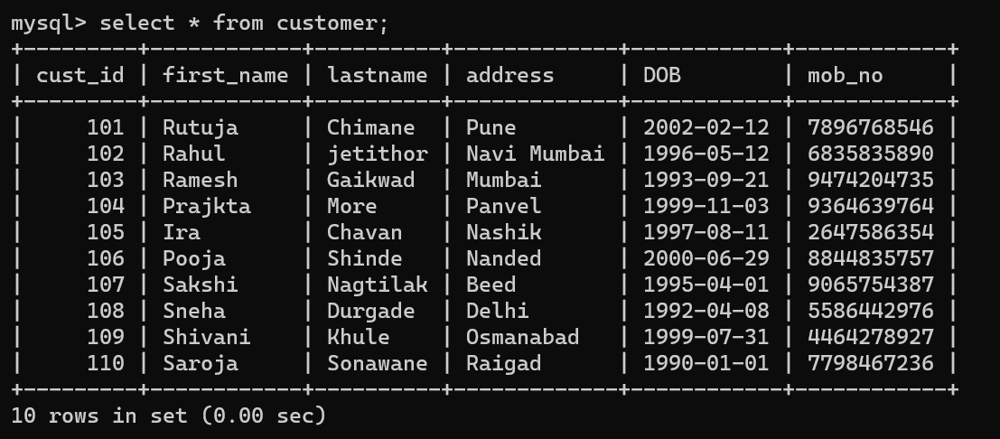 mysql> select * from customer;
+---------+------------+----------+-------------+------------+------------+
| cust_id | first_name | lastname | address     | DOB        | mob_no     |
+---------+------------+----------+-------------+------------+------------+
|     101 | Rutuja     | Chimane  | Pune        | 2002-02-12 | 7896768546 |
|     102 | Rahul      | jetithor | Navi Mumbai | 1996-05-12 | 6835835890 |
|     103 | Ramesh     | Gaikwad  | Mumbai      | 1993-09-21 | 9474204735 |
|     104 | Prajkta    | More     | Panvel      | 1999-11-03 | 9364639764 |
|     105 | Ira        | Chavan   | Nashik      | 1997-08-11 | 2647586354 |
|     106 | Pooja      | Shinde   | Nanded      | 2000-06-29 | 8844835757 |
|     107 | Sakshi     | Nagtilak | Beed        | 1995-04-01 | 9065754387 |
|     108 | Sneha      | Durgade  | Delhi       | 1992-04-08 | 5586442976 |
|     109 | Shivani    | Khule    | Osmanabad   | 1999-07-31 | 4464278927 |
|     110 | Saroja     | Sonawane | Raigad      | 1990-01-01 | 7798467236 |
+---------+------------+----------+-------------+------------+------------+
10 rows in set (0.00 sec)